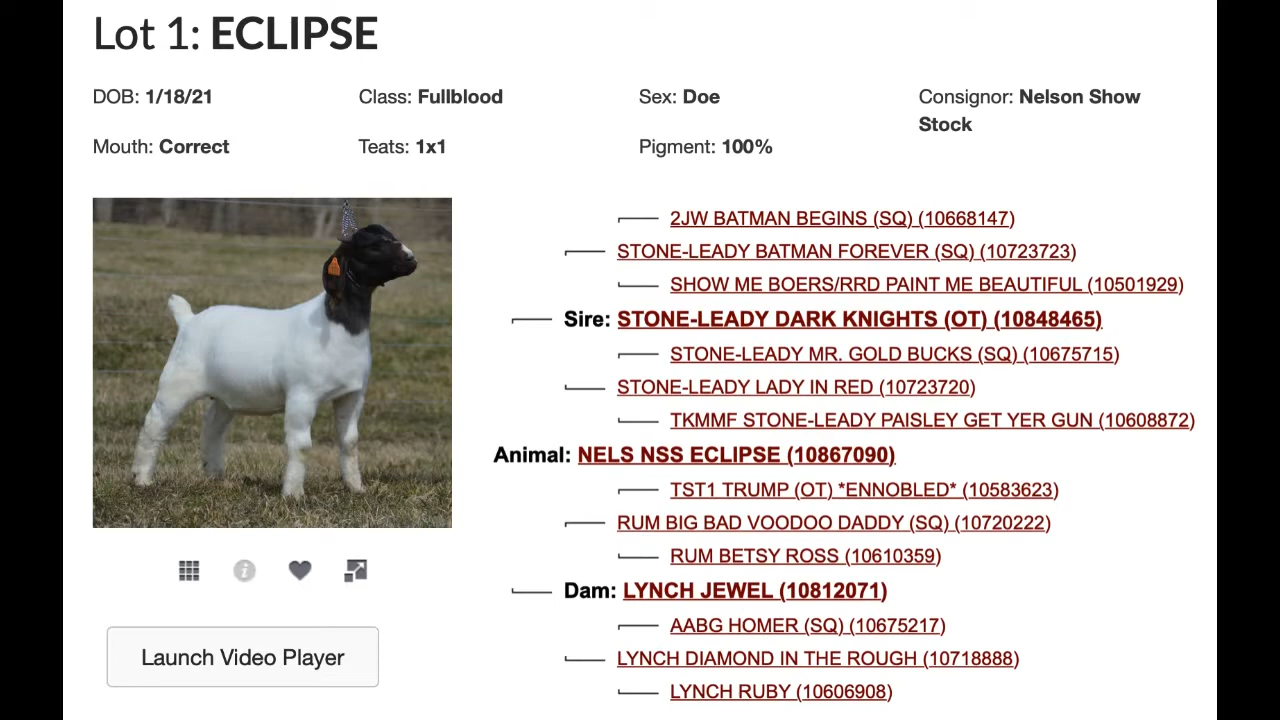 Lot 1: ECLIPSE
DOB: 1/18/21
Class: Fullblood
Sex: Doe
Consignor: Nelson Show
Stock
Mouth: Correct
Teats: 1x1
Pigment: 100%
2JW BATMAN BEGINS (SQ) (10668147)
STONE-LEADY BATMAN FOREVER (SQ) (10723723)
SHOW ME BOERS/RRD PAINT ME BEAUTIFUL (10501929)
Sire: STONE-LEADY DARK KNIGHTS (OT) (10848465)
STONE-LEADY MR. GOLD BUCKS (SQ) (10675715)
STONE-LEADY LADY IN RED (10723720)
TKMMF STONE-LEADY PAISLEY GET YER GUN (10608872)
Animal: NELS NSS ECLIPSE (10867090)
TST1 TRUMP (OT) *ENNOBLED* (10583623)
RUM BIG BAD VOODOO DADDY (SQ) (10720222)
RUM BETSY ROSS (10610359)
Dam: LYNCH JEWEL (10812071)
AABG HOMER (SQ) (10675217)
LYNCH DIAMOND IN THE ROUGH (10718888)
LYNCH RUBY (10606908)
Launch Video Player